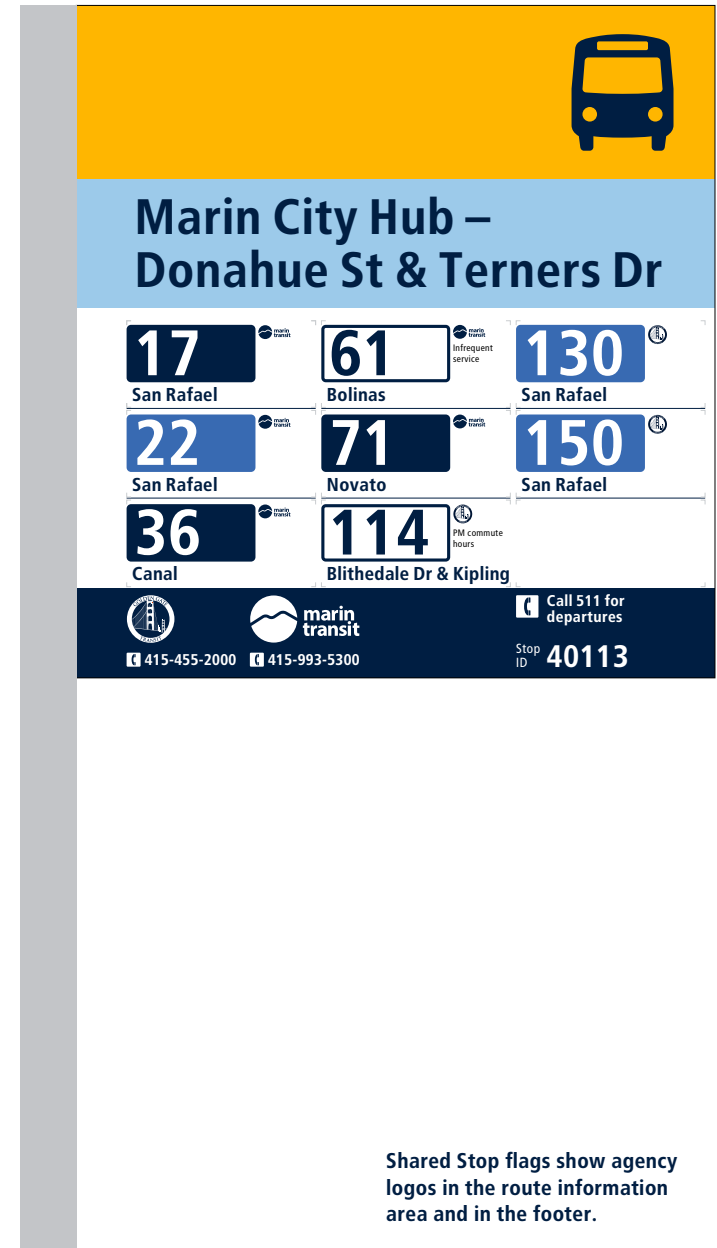 Marin City Hub –
Donahue St & Terners Dr
17
marin
transit
San Rafael
61
marin
transit
Infrequent
service
Bolinas
130
San Rafael
22
marin
transit
San Rafael
71
marin
transit
Novato
150
San Rafael
36
marin
transit
Canal
114
PM commute
hours
Blithedale Dr & Kipling
GOLDEN GATE
TRANSIT
marin
transit
Call 511 for
departures
415-455-2000
415-993-5300
Stop
ID
40113
Shared Stop flags show agency
logos in the route information
area and in the footer.